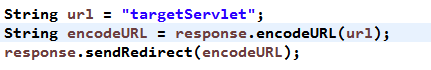 String url = "targetServlet";
String encodeURL = response.encodeURL(url);
response.sendRedirect(encodeURL);